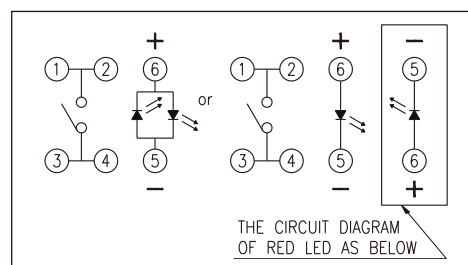 + + −
1 2 6 1 2 6 5
or
3 4 5 3 4 5 6
− − +
THE CIRCUIT DIAGRAM
OF RED LED AS BELOW